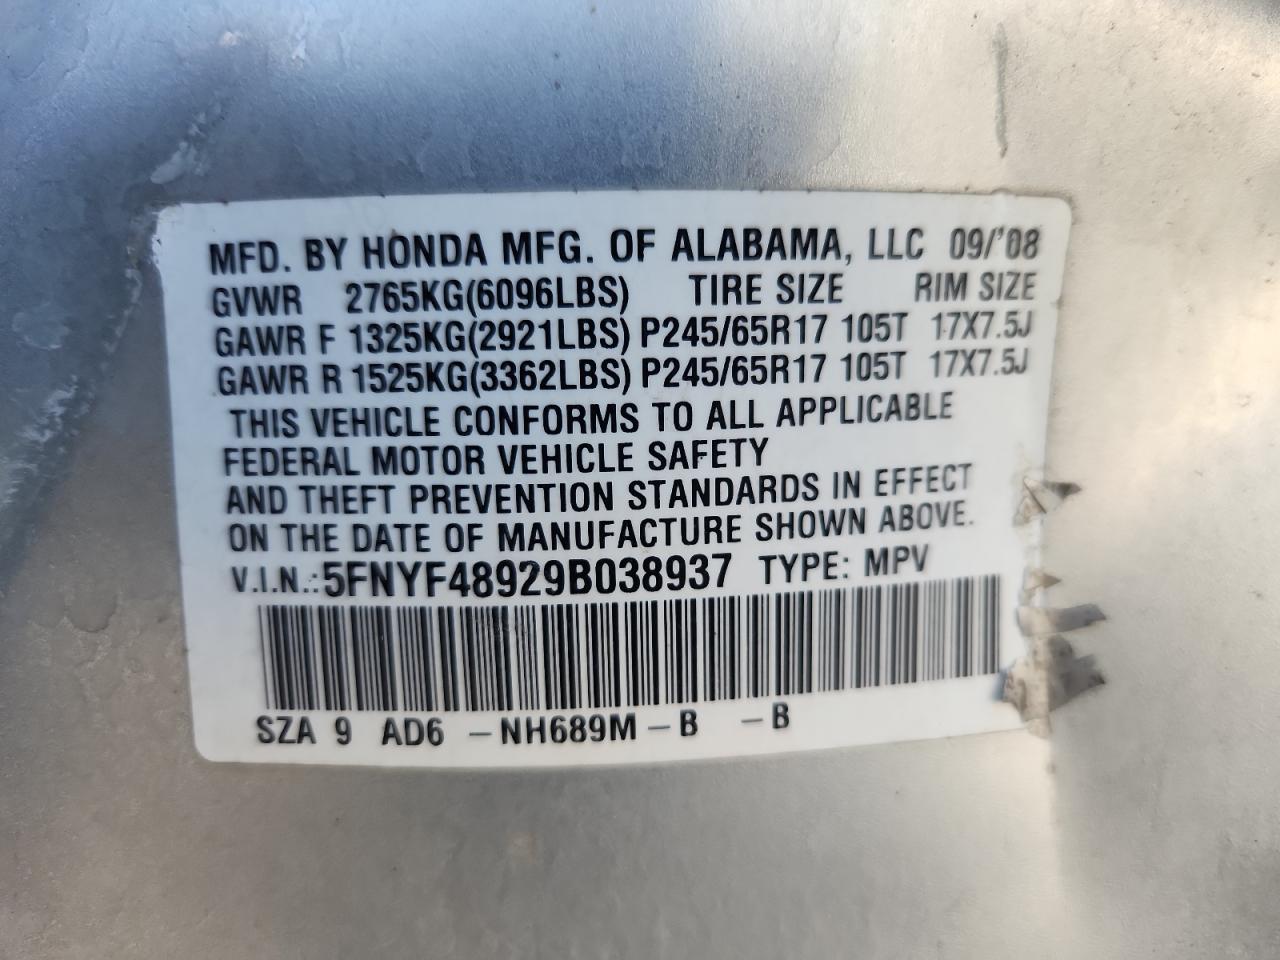 MFD. BY HONDA MFG. OF ALABAMA, LLC 09/'08
GVWR 2765KG(6096LBS) TIRE SIZE RIM SIZE
GAWR F 1325KG(2921LBS) P245/65R17 105T 17X7.5J
GAWR R 1525KG(3362LBS) P245/65R17 105T 17X7.5J
THIS VEHICLE CONFORMS TO ALL APPLICABLE
FEDERAL MOTOR VEHICLE SAFETY
AND THEFT PREVENTION STANDARDS IN EFFECT
ON THE DATE OF MANUFACTURE SHOWN ABOVE.
V.I.N.: 5FNYF48929B038937 TYPE: MPV
SZA 9 AD6 –NH689M–B –B